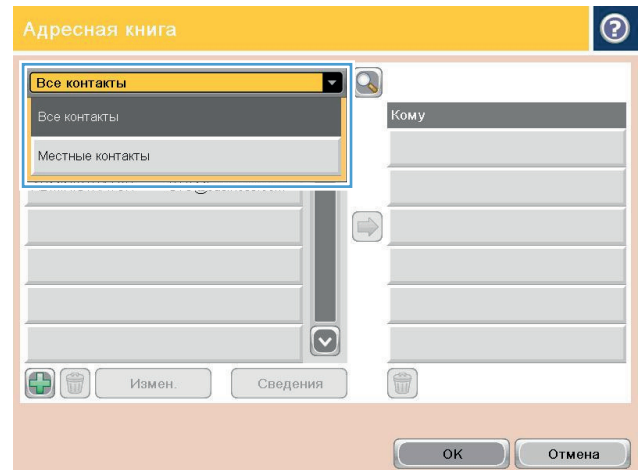 Адресная книга
Все контакты
Все контакты
Местные контакты
Кому
Измен.
Сведения
OK
Отмена